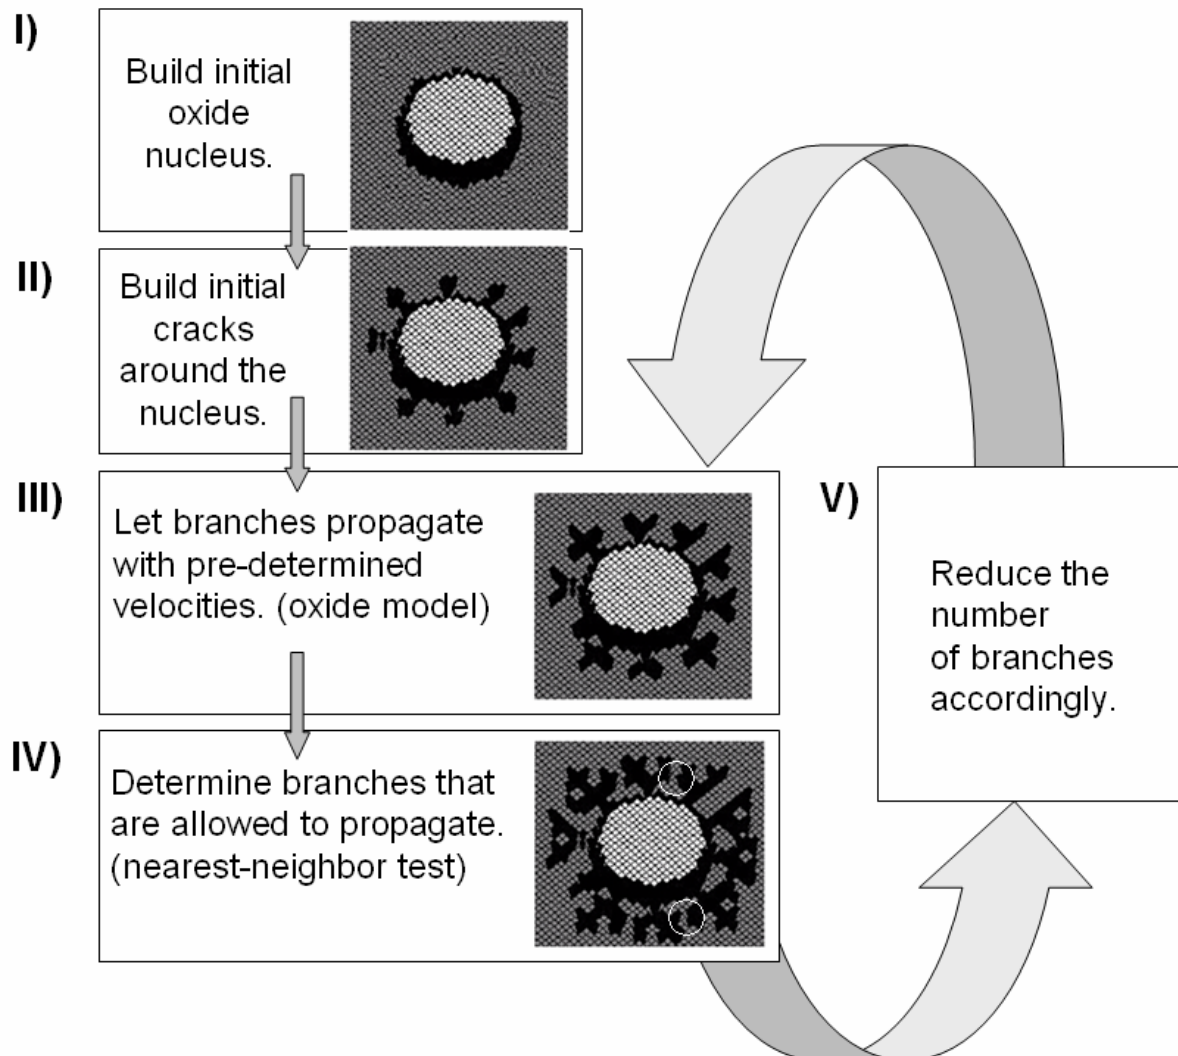 I)
Build initial
oxide
nucleus.
II)
Build initial
cracks
around the
nucleus.
III)
Let branches propagate
with pre-determined
velocities. (oxide model)
IV)
Determine branches that
are allowed to propagate.
(nearest-neighbor test)
V)
Reduce the
number
of branches
accordingly.